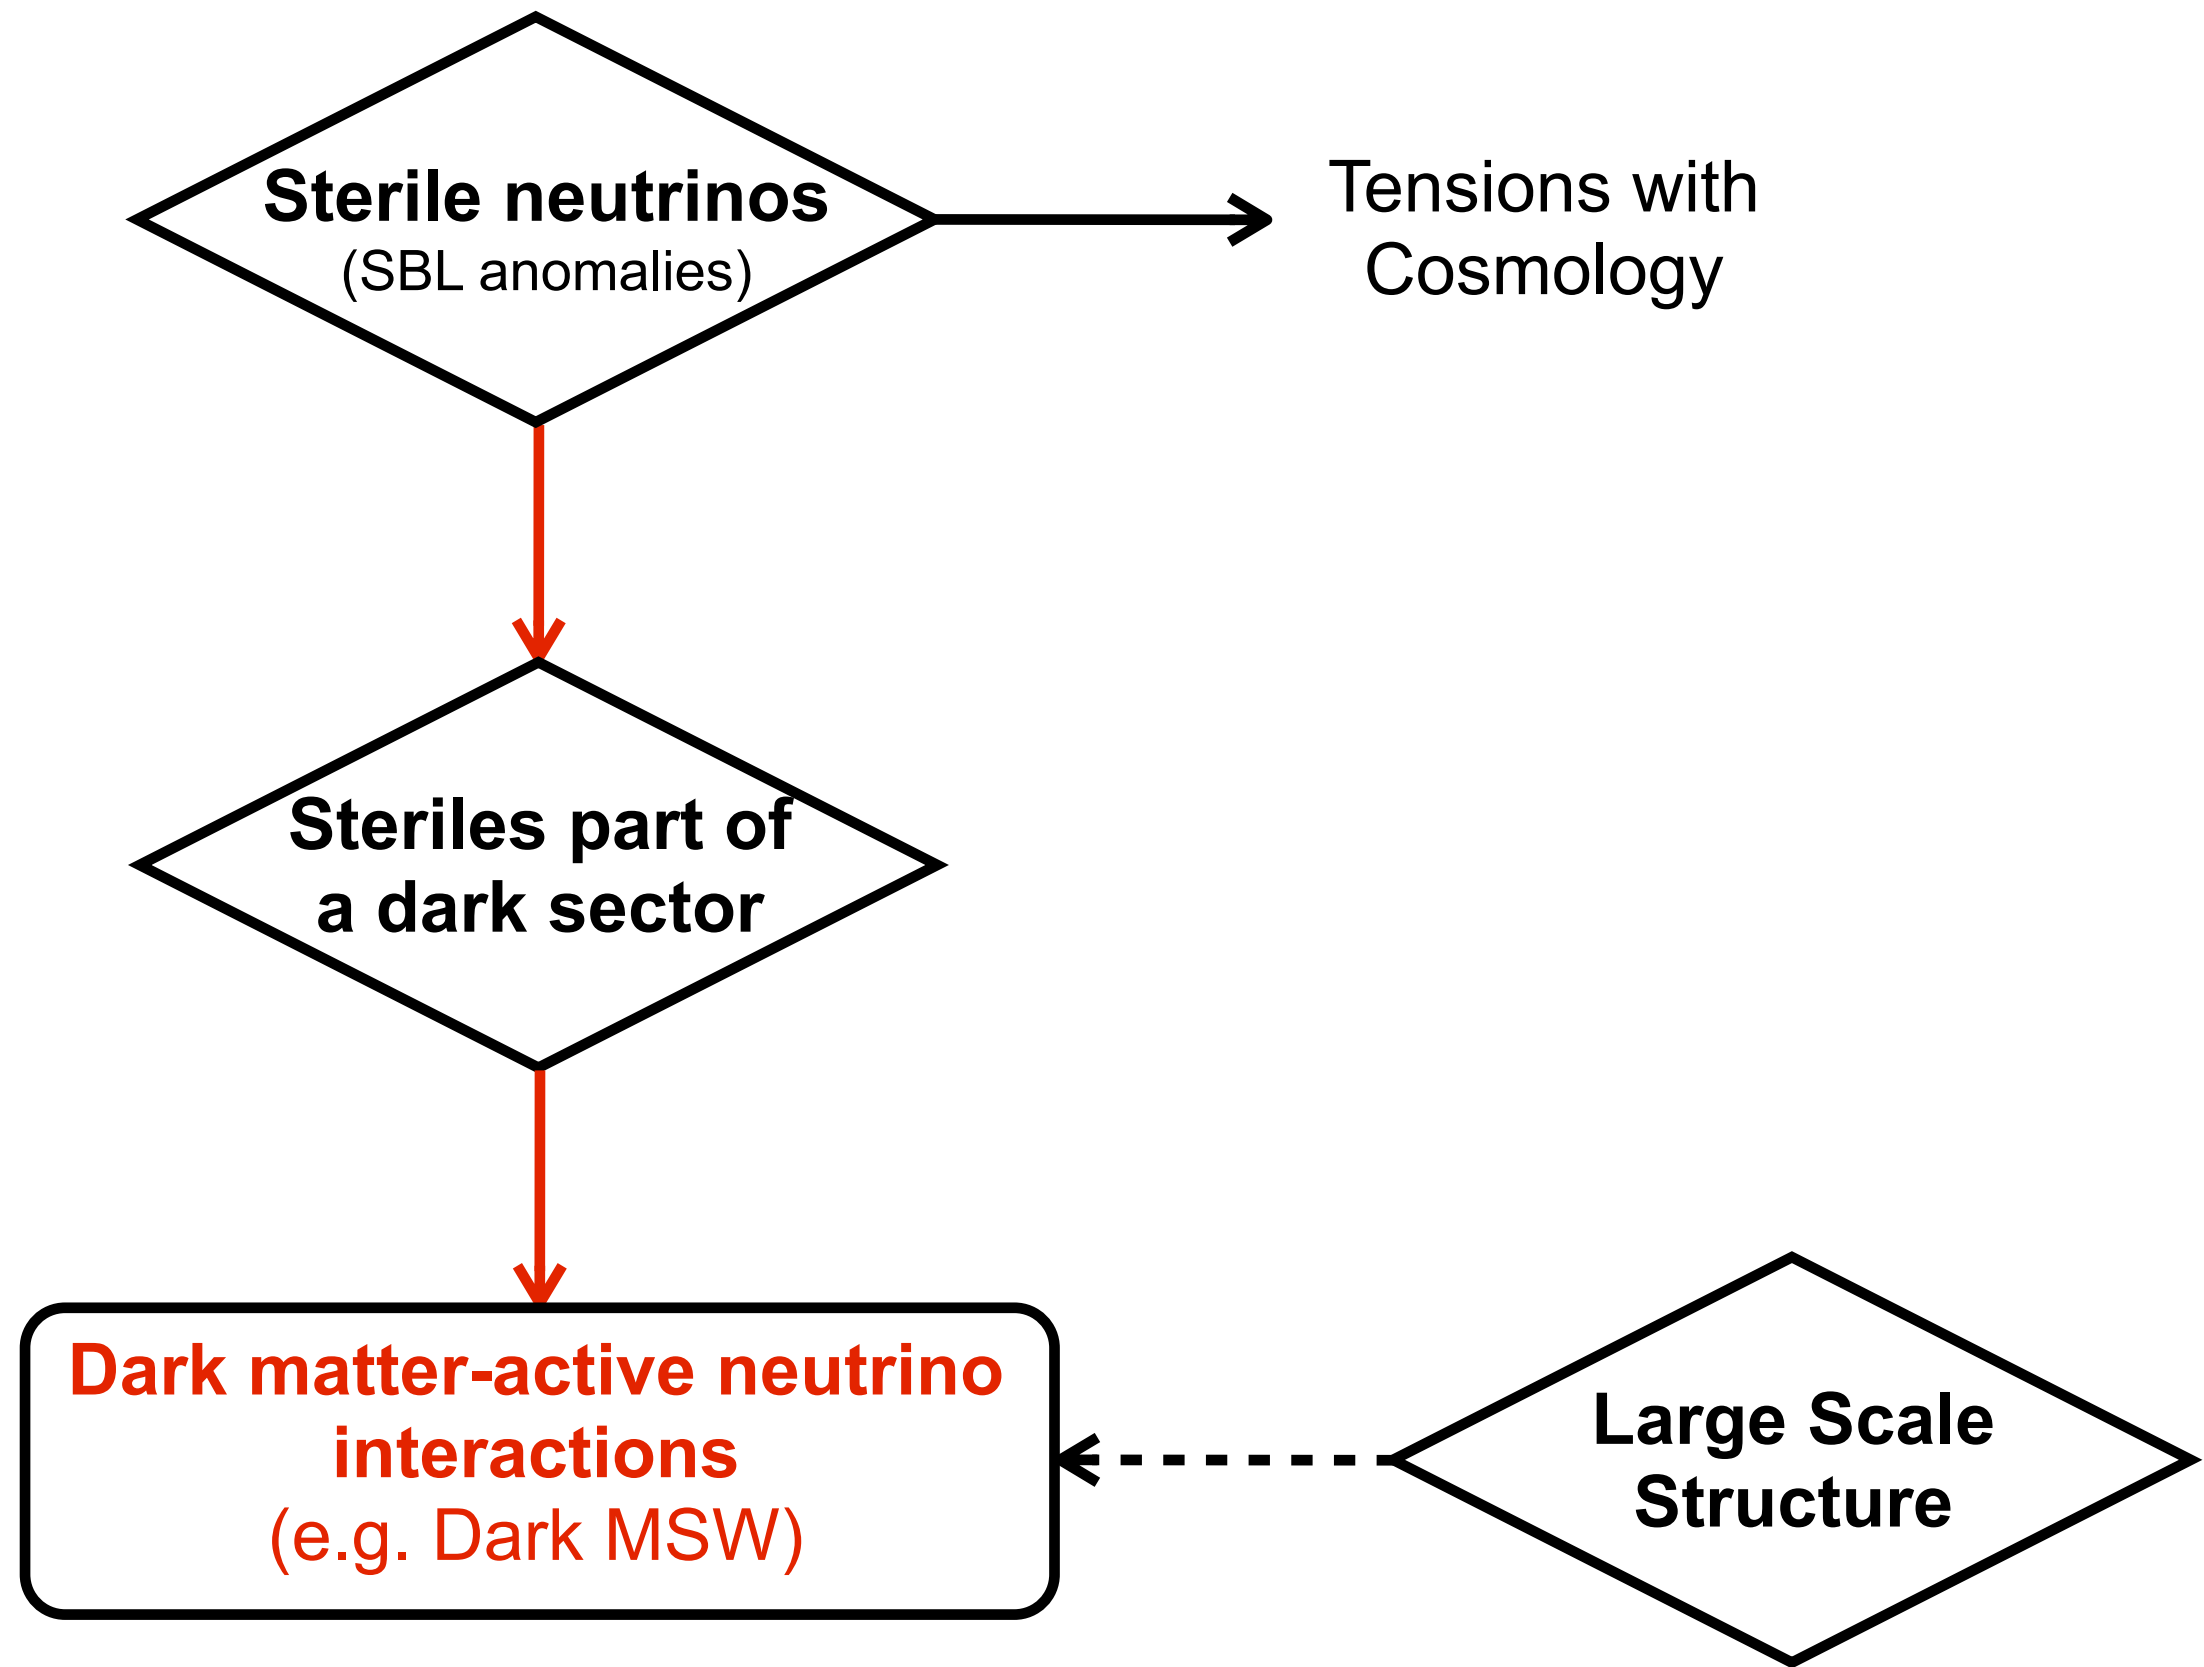 Sterile neutrinos
(SBL anomalies)
Tensions with
Cosmology
Steriles part of
a dark sector
Dark matter-active neutrino
interactions
(e.g. Dark MSW)
Large Scale
Structure